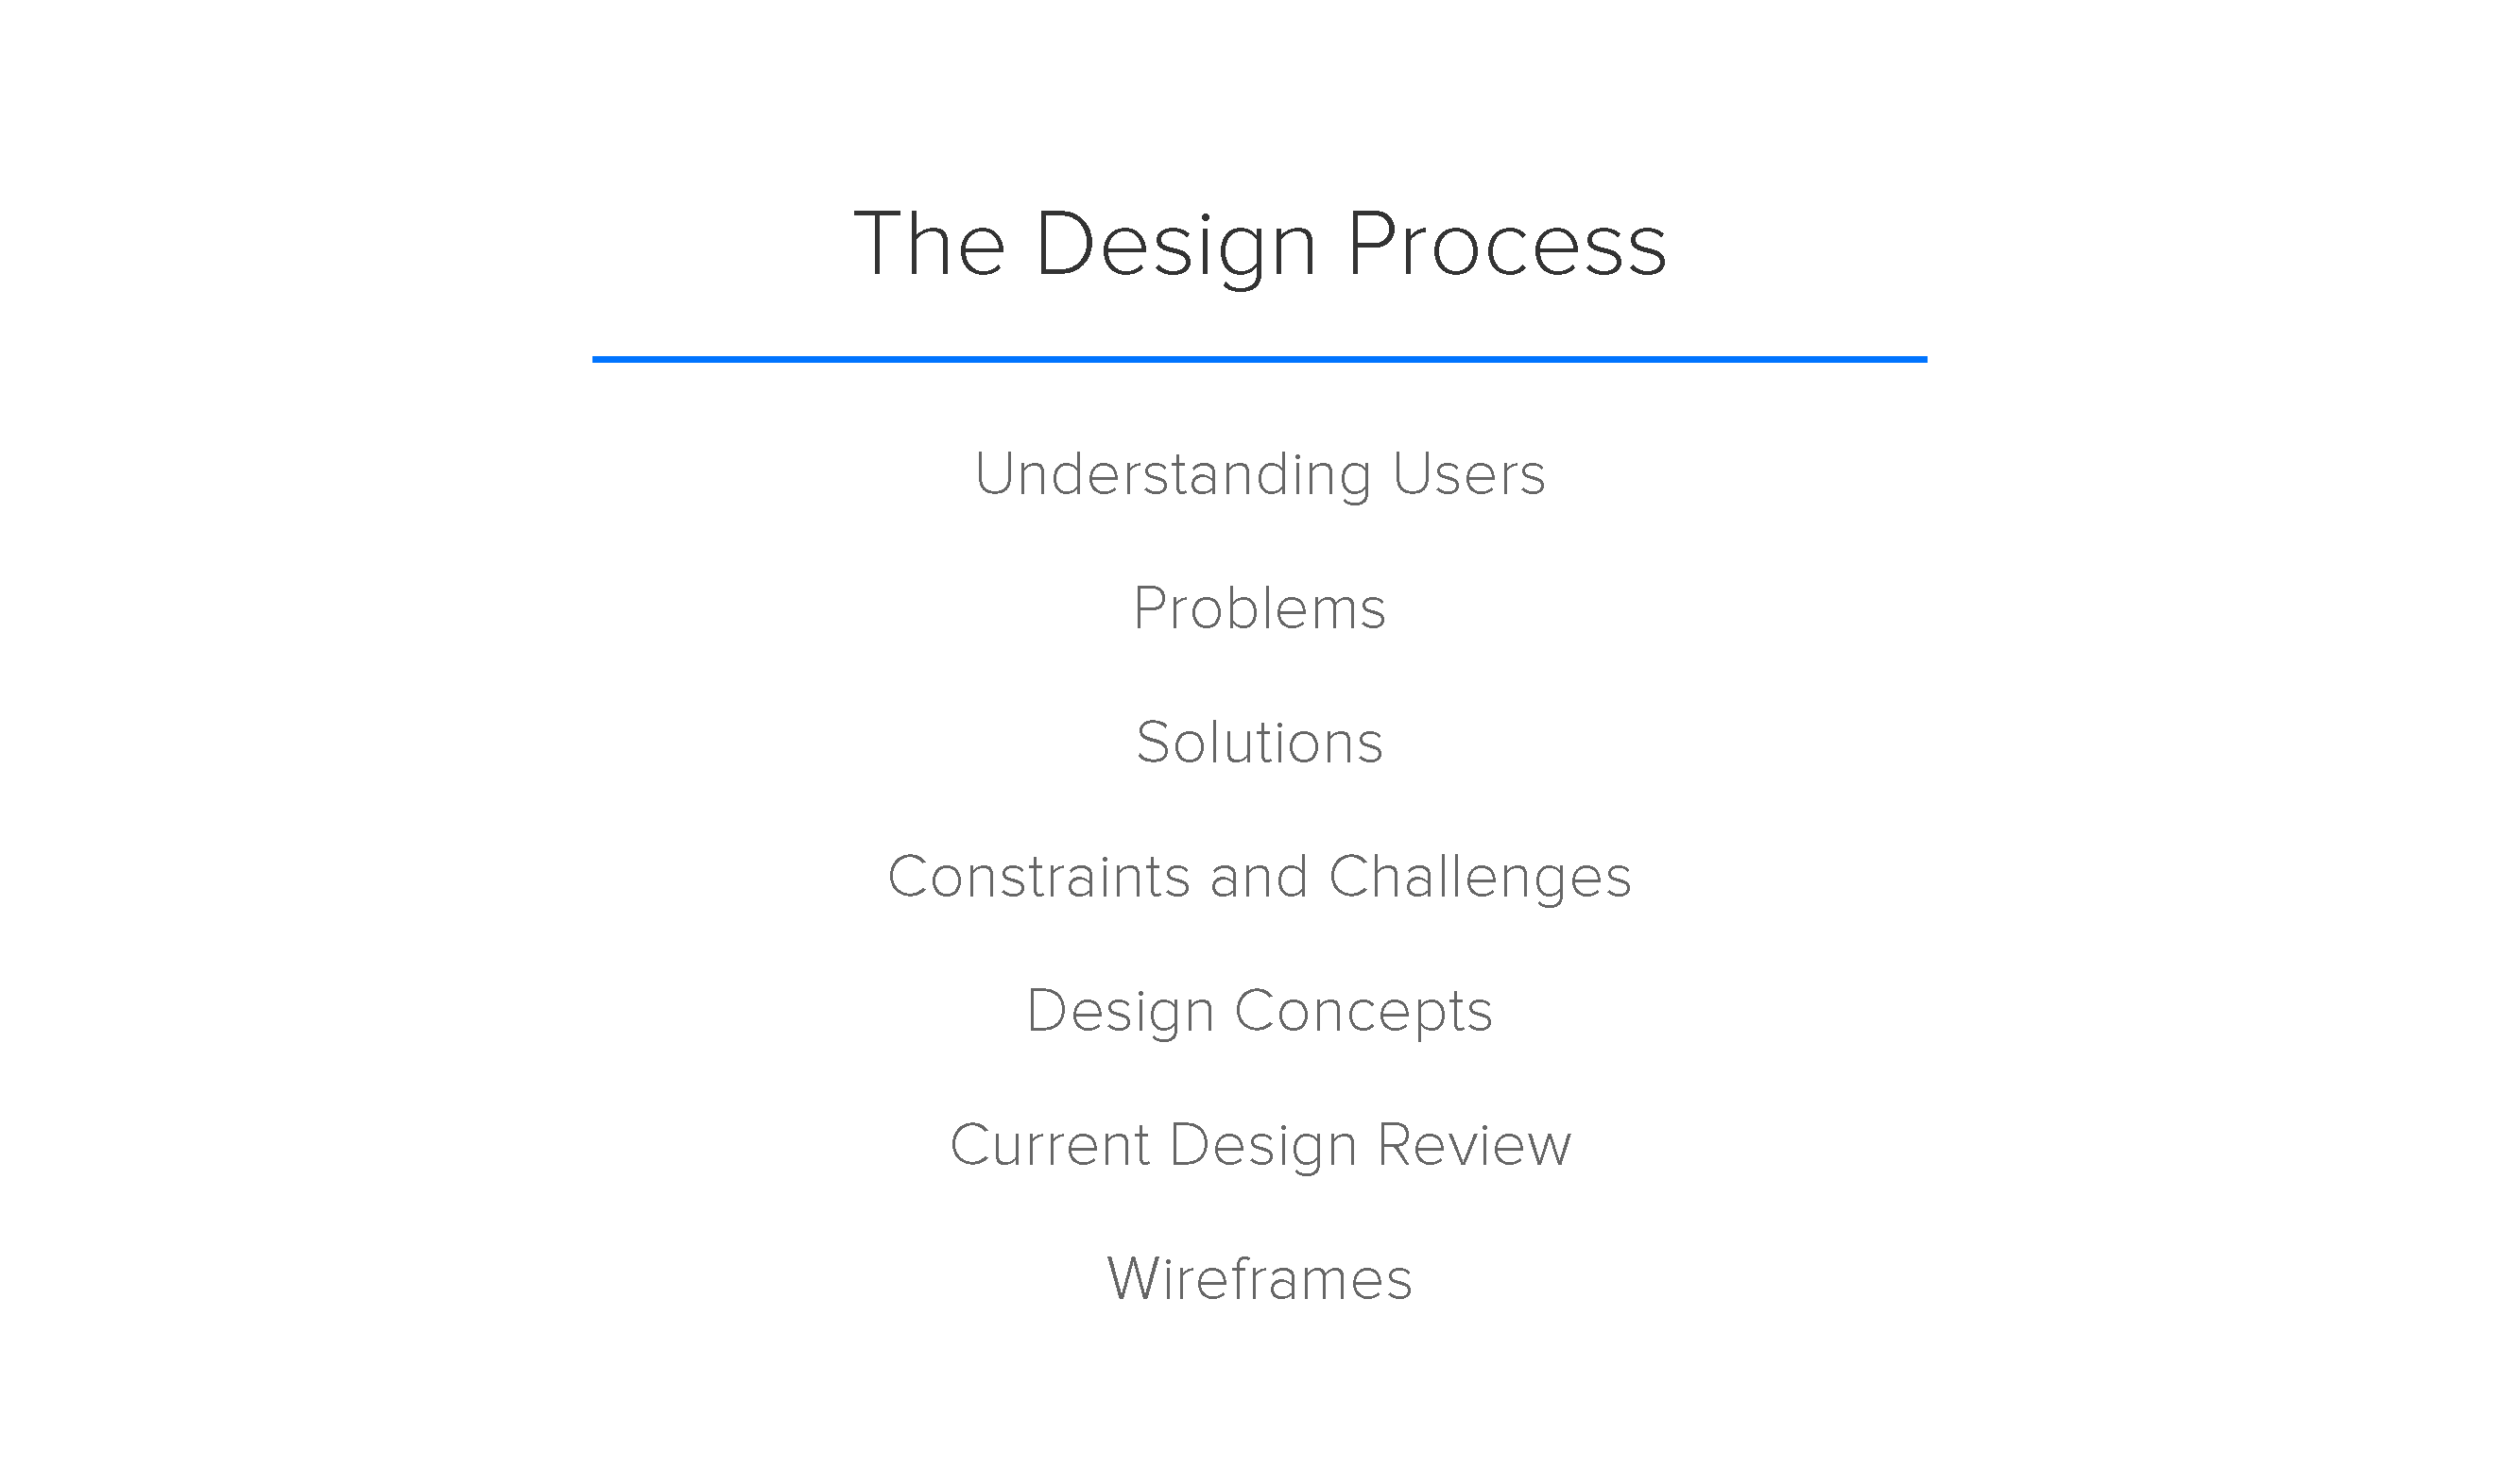 The Design Process
Understanding Users
Problems
Solutions
Constraints and Challenges
Design Concepts
Current Design Review
Wireframes